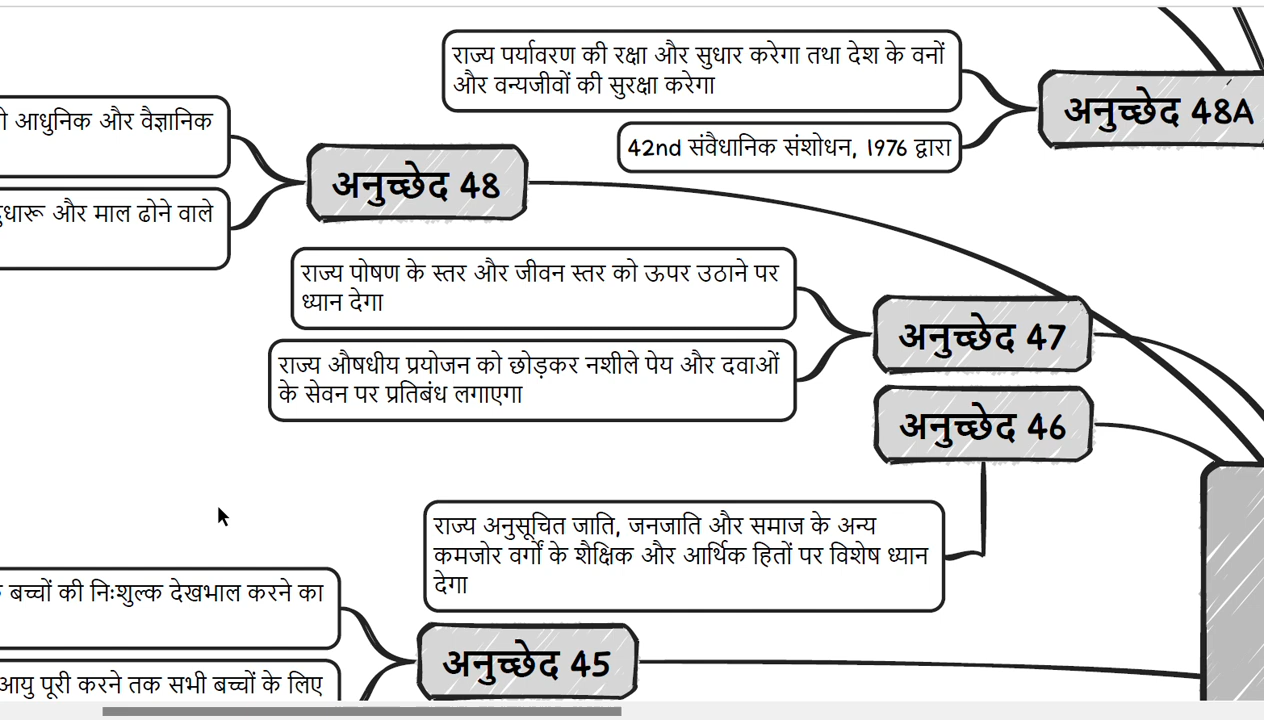 राज्य पर्यावरण की रक्षा और सुधार करेगा तथा देश के वनों
और वन्यजीवों की सुरक्षा करेगा
अनुच्छेद 48A
42nd संवैधानिक संशोधन, 1976 द्वारा
आधुनिक और वैज्ञानिक
अनुच्छेद 48
और माल ढोने वाले
राज्य पोषण के स्तर और जीवन स्तर को ऊपर उठाने पर
ध्यान देगा
अनुच्छेद 47
राज्य औषधीय प्रयोजन को छोड़कर नशीले पेय और दवाओं
के सेवन पर प्रतिबंध लगाएगा
अनुच्छेद 46
राज्य अनुसूचित जाति, जनजाति और समाज के अन्य
कमजोर वर्गों के शैक्षिक और आर्थिक हितों पर विशेष ध्यान
देगा
बच्चों की निःशुल्क देखभाल करने का
अनुच्छेद 45
आयु पूरी करने तक सभी बच्चों के लिए